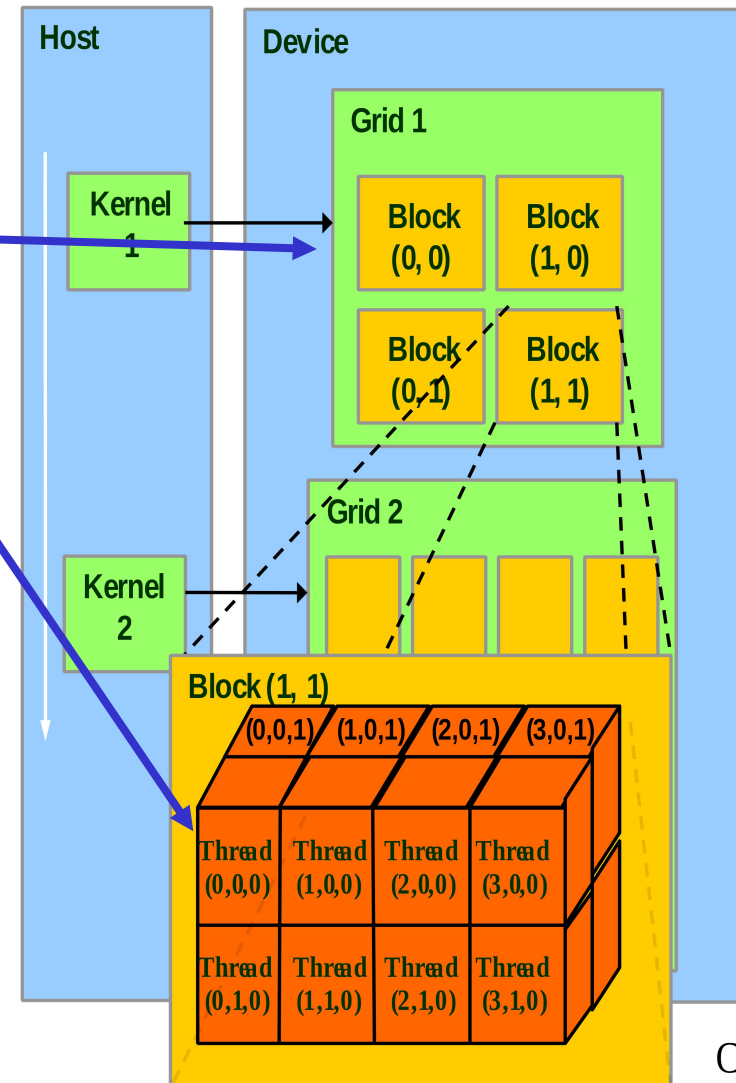 Host
Device
Grid 1
Kernel
1
Block
(0, 0)
Block
(1, 0)
Block
(0, 1)
Block
(1, 1)
Grid 2
Kernel
2
Block (1, 1)
(0,0,1) (1,0,1) (2,0,1) (3,0,1)
Thread
(0,0,0)
Thread
(1,0,0)
Thread
(2,0,0)
Thread
(3,0,0)
Thread
(0,1,0)
Thread
(1,1,0)
Thread
(2,1,0)
Thread
(3,1,0)